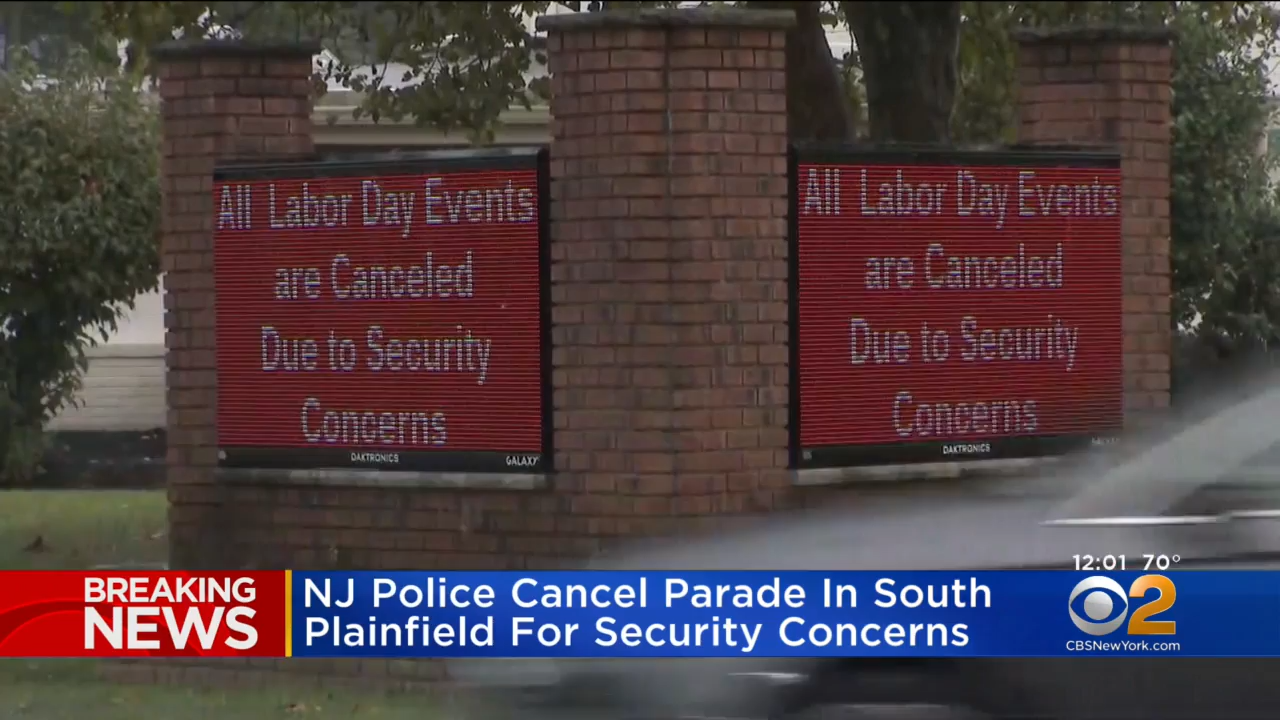 All Labor Day Events
are Canceled
Due to Security
Concerns
DAKTRONICS
GALAXY
All Labor Day Events
are Canceled
Due to Security
Concerns
DAKTRONICS
12:01 70°
BREAKING
NEWS
NJ Police Cancel Parade In South
Plainfield For Security Concerns
2
CBSNewYork.com